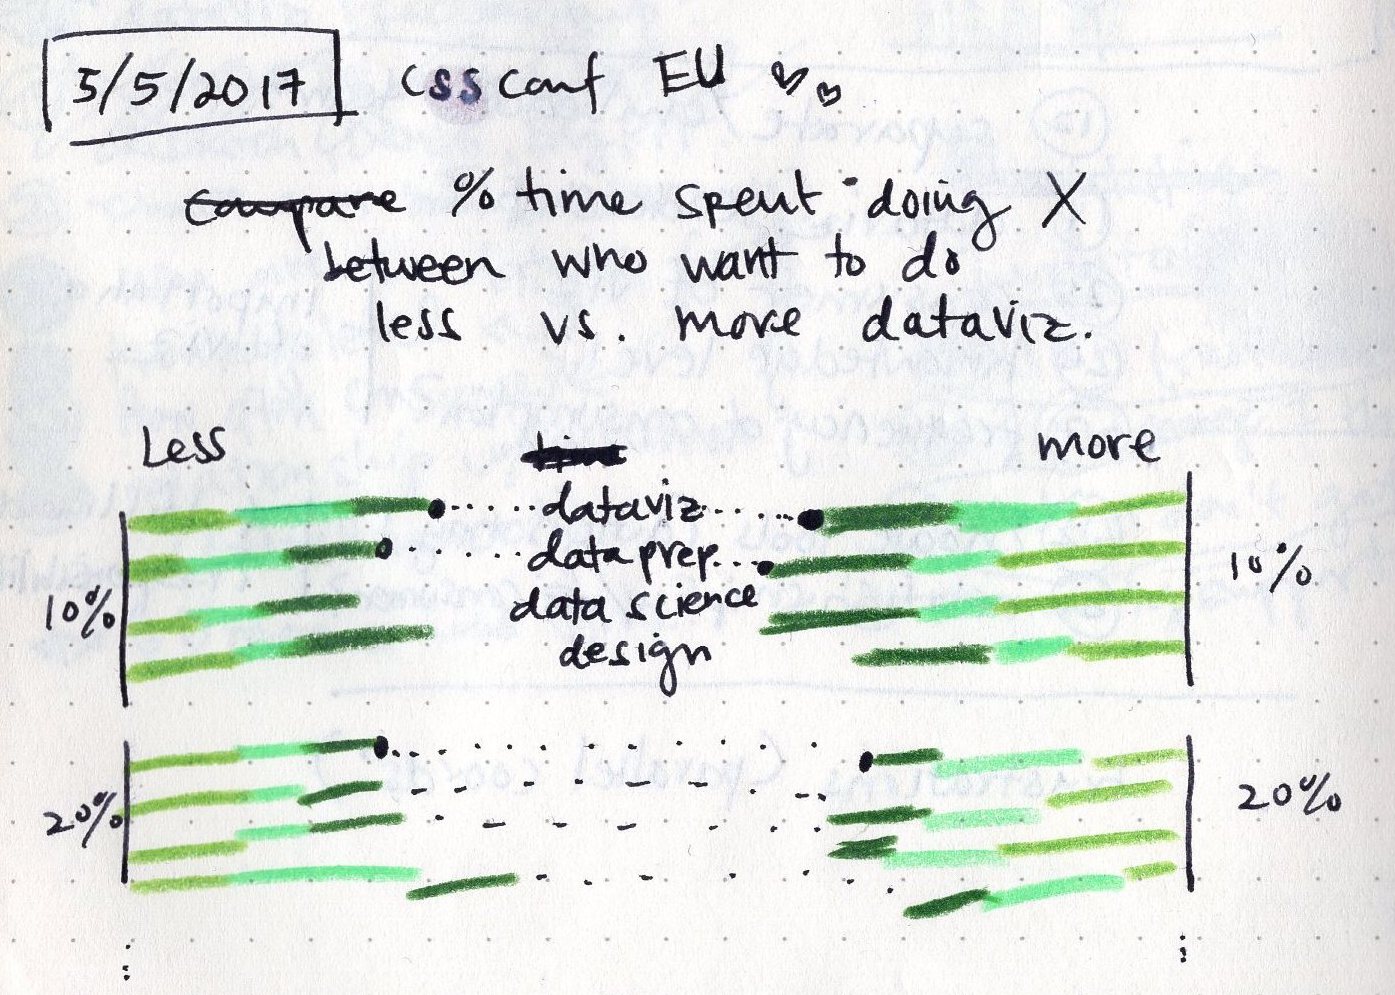 5/5/2017 CSS conf EU
Compare % time spent doing X
between who want to do
less vs. more dataviz.
Less time more
dataviz
data prep
10% 10%
data science
design
20% 20%